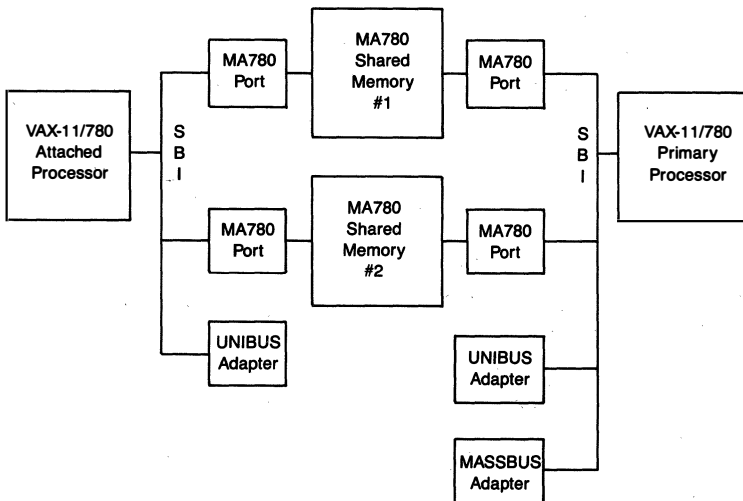 MA780
Port
MA780
Shared
Memory
#1
MA780
Port
VAX-11/780
Attached
Processor
S
B
I
S
B
I
VAX-11/780
Primary
Processor
MA780
Port
MA780
Shared
Memory
#2
MA780
Port
UNIBUS
Adapter
UNIBUS
Adapter
MASSBUS
Adapter